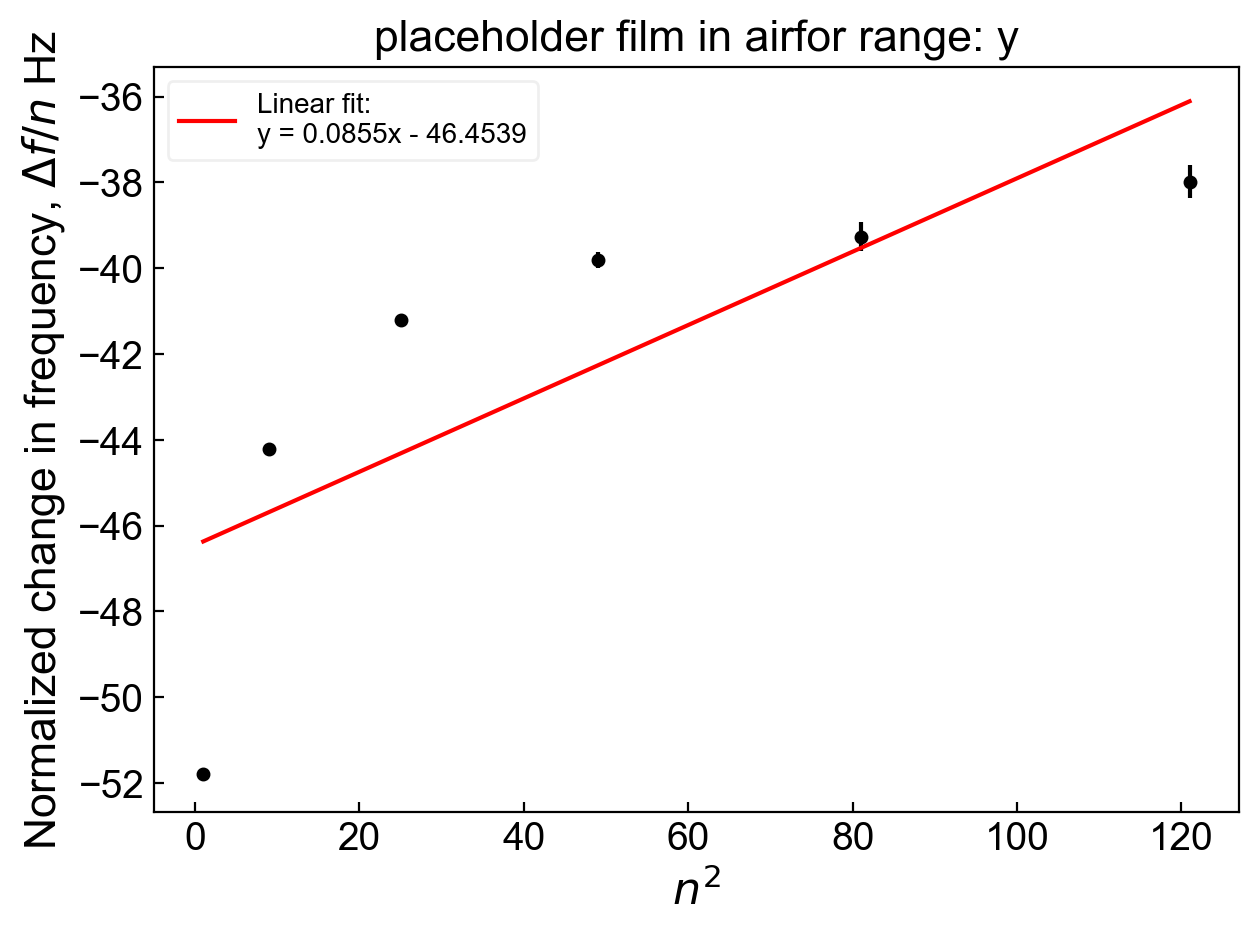 placeholder film in airfor range: y
Normalized change in frequency, Δf/n Hz
Linear fit:
y = 0.0855x - 46.4539
−36
−38
−40
−42
−44
−46
−48
−50
−52
0 20 40 60 80 100 120
n²